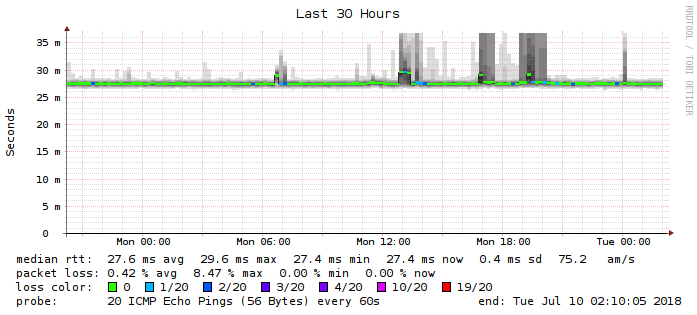 Last 30 Hours
RRDTOOL / TOBI OETIKER
Seconds
35 m
30 m
25 m
20 m
15 m
10 m
5 m
0
Mon 00:00 Mon 06:00 Mon 12:00 Mon 18:00 Tue 00:00
median rtt: 27.6 ms avg 29.6 ms max 27.4 ms min 27.4 ms now 0.4 ms sd 75.2 am/s
packet loss: 0.42 % avg 8.47 % max 0.00 % min 0.00 % now
loss color: 0 1/20 2/20 3/20 4/20 10/20 19/20
probe: 20 ICMP Echo Pings (56 Bytes) every 60s end: Tue Jul 10 02:10:05 2018